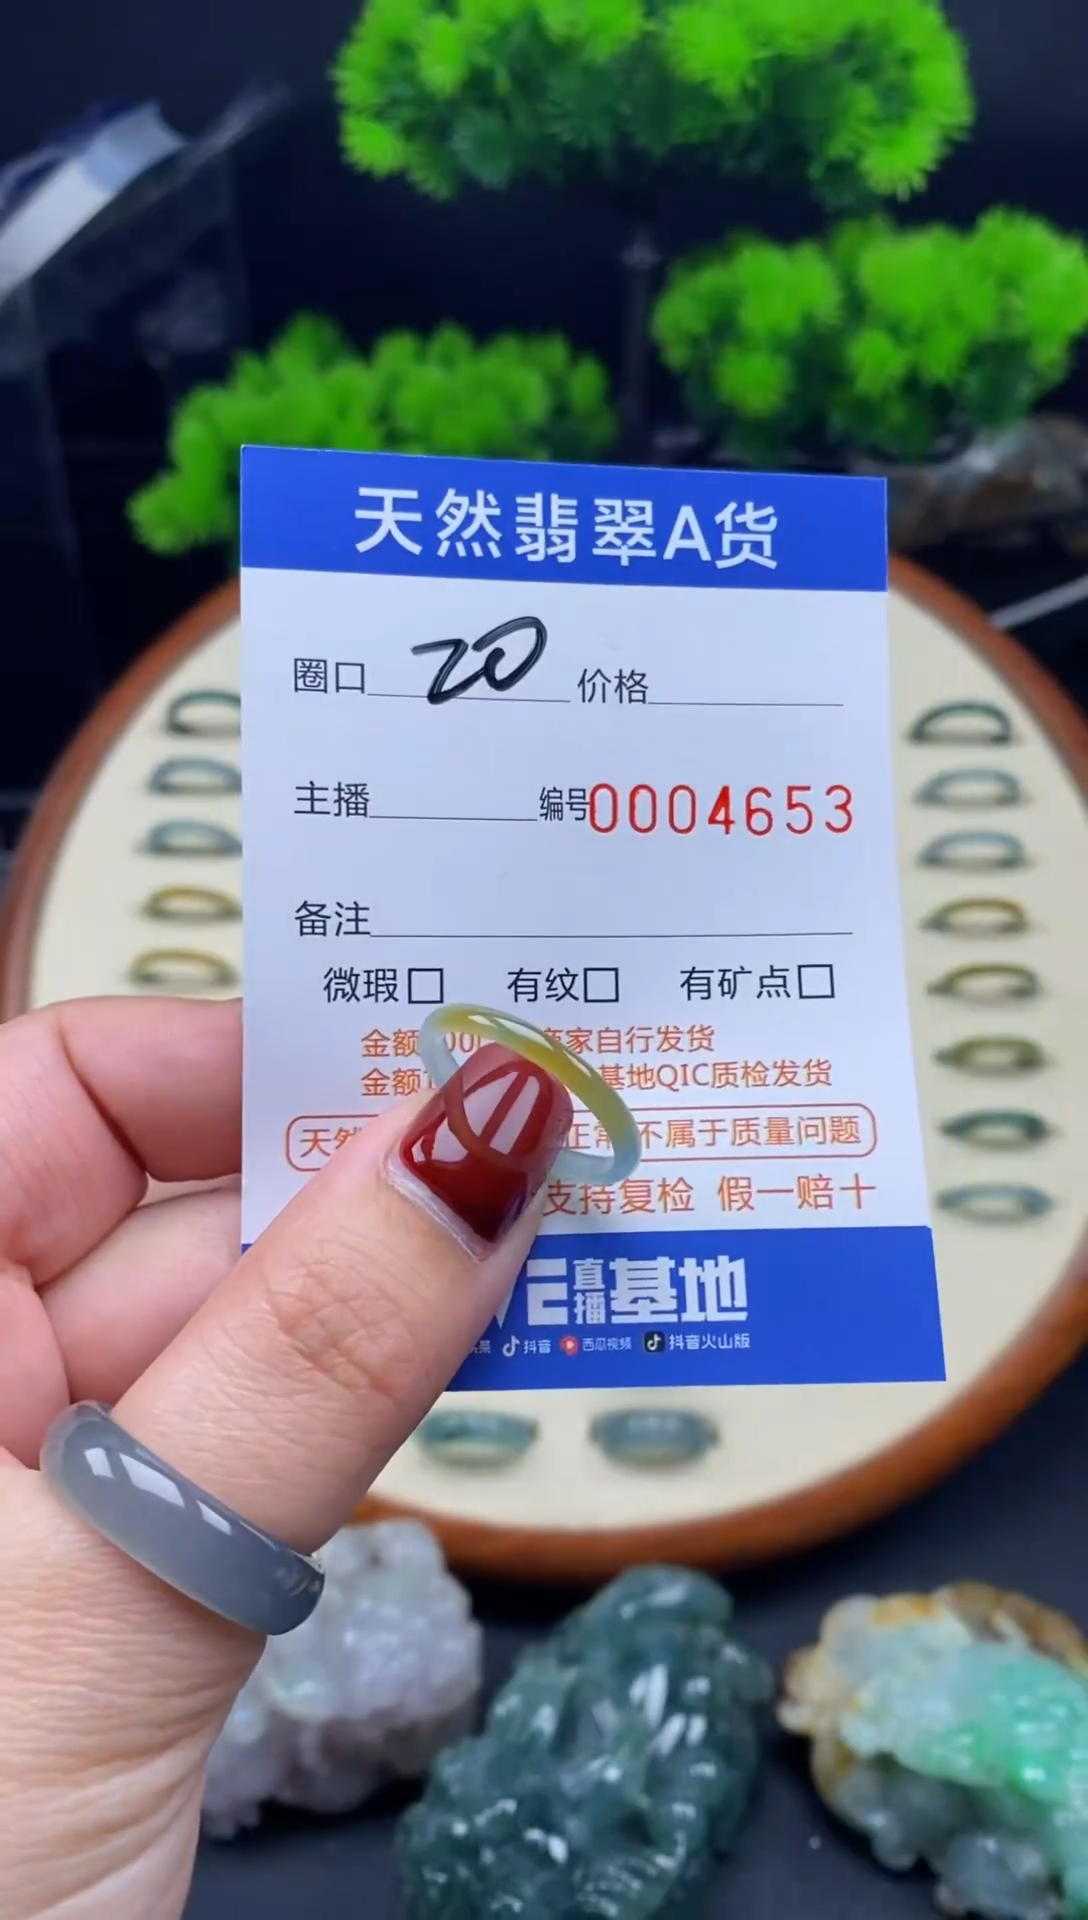 天然翡翠A货
圈口 20 价格
主播 编号0004653
备注
微瑕 有纹 有矿点
金额 商家自行发货
金额 基地QIC质检发货
天然 不属于质量问题
支持复检 假一赔十
直播基地
抖音 西瓜视频 抖音火山版